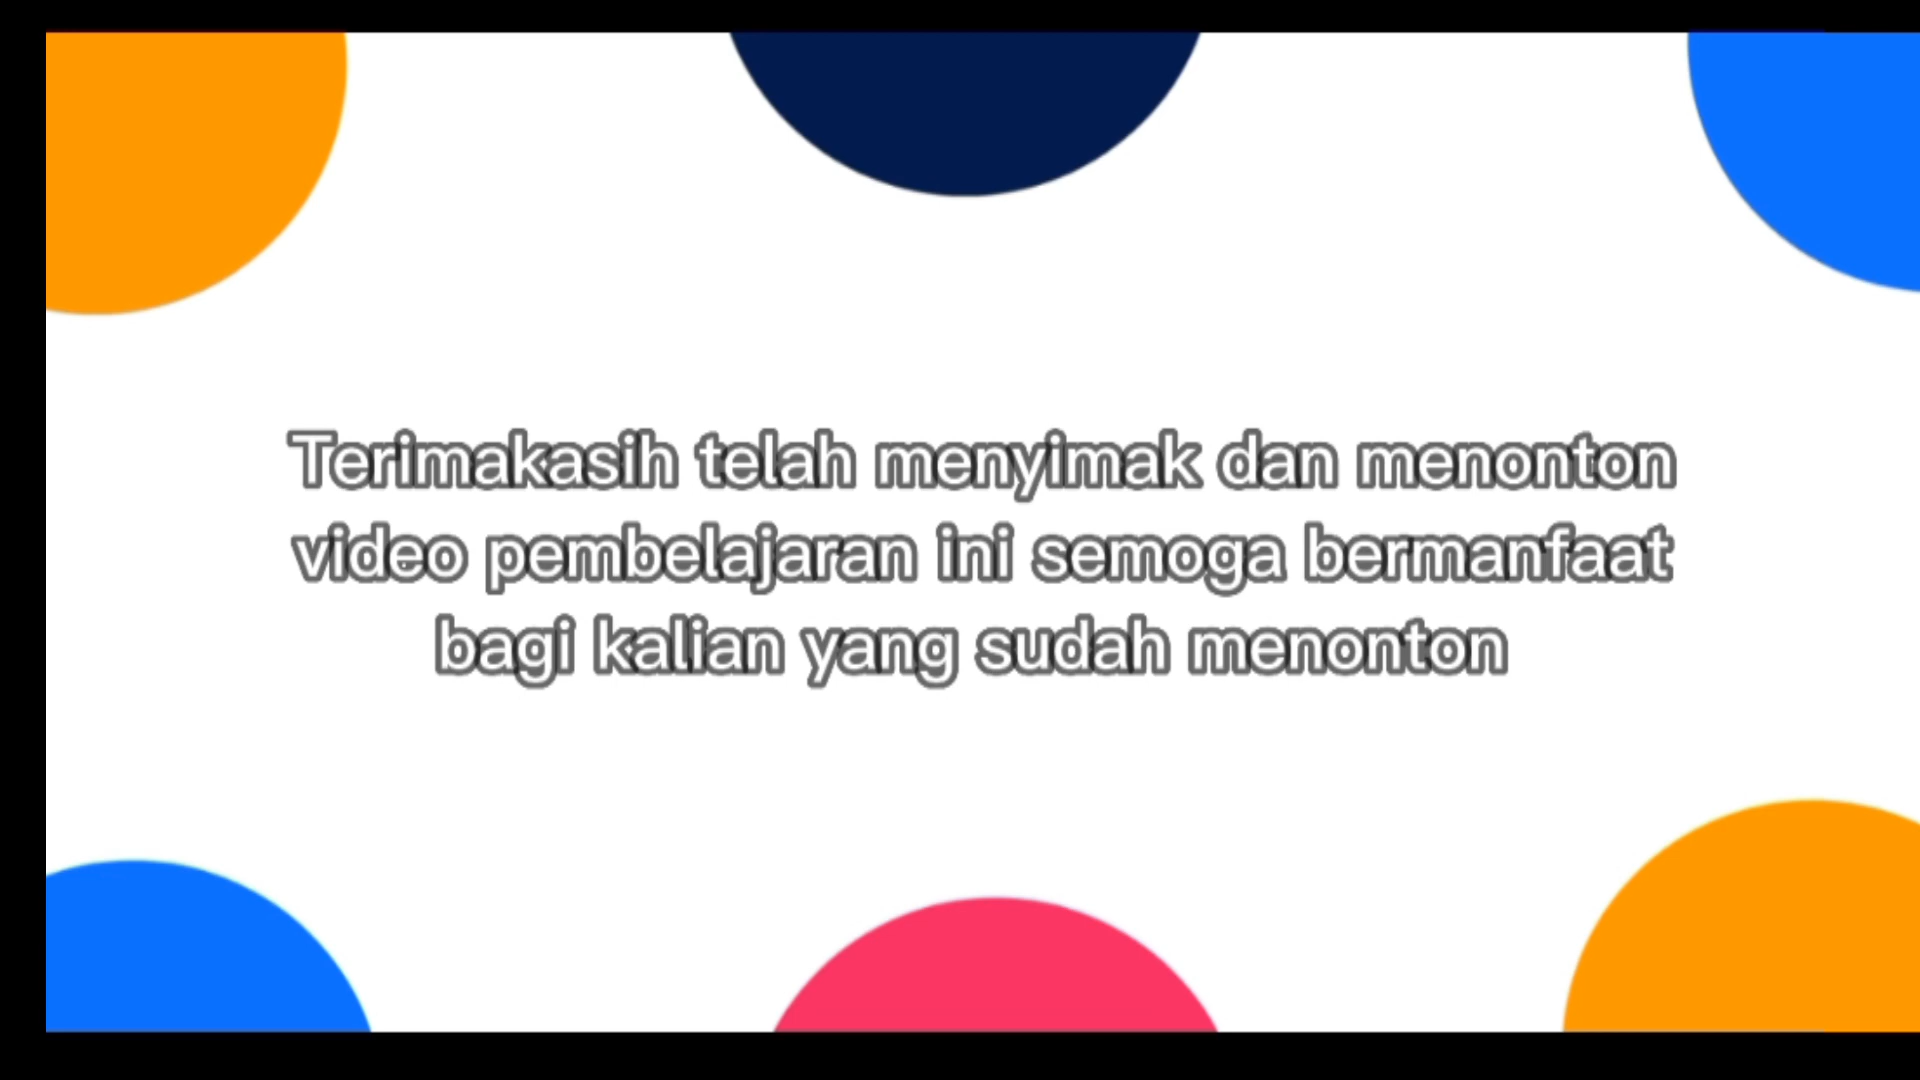 Terimakasih telah menyimak dan menonton
video pembelajaran ini semoga bermanfaat
bagi kalian yang sudah menonton